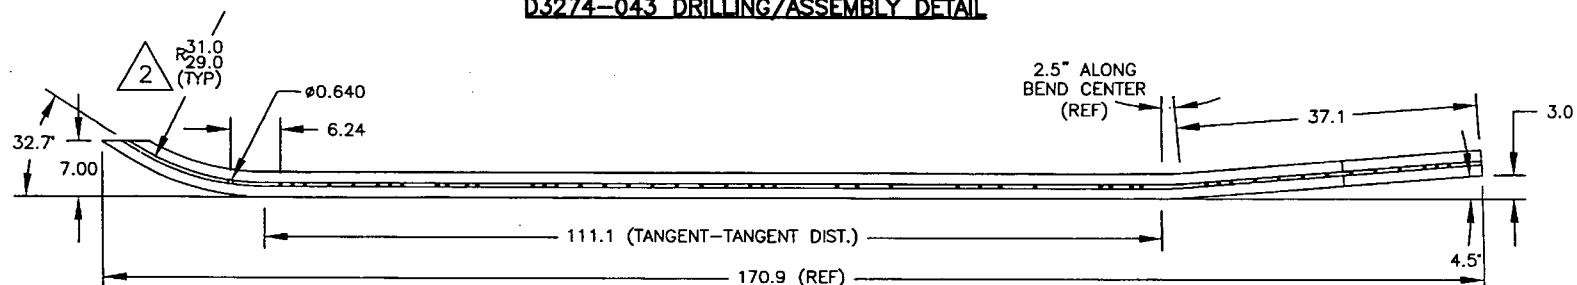 D3274-043 DRILLING/ASSEMBLY DETAIL
2
R31.0
29.0
(TYP)
ø0.640
6.24
2.5" ALONG
BEND CENTER
(REF)
37.1
3.0
32.7°
7.00
111.1 (TANGENT-TANGENT DIST.)
4.5°
170.9 (REF)